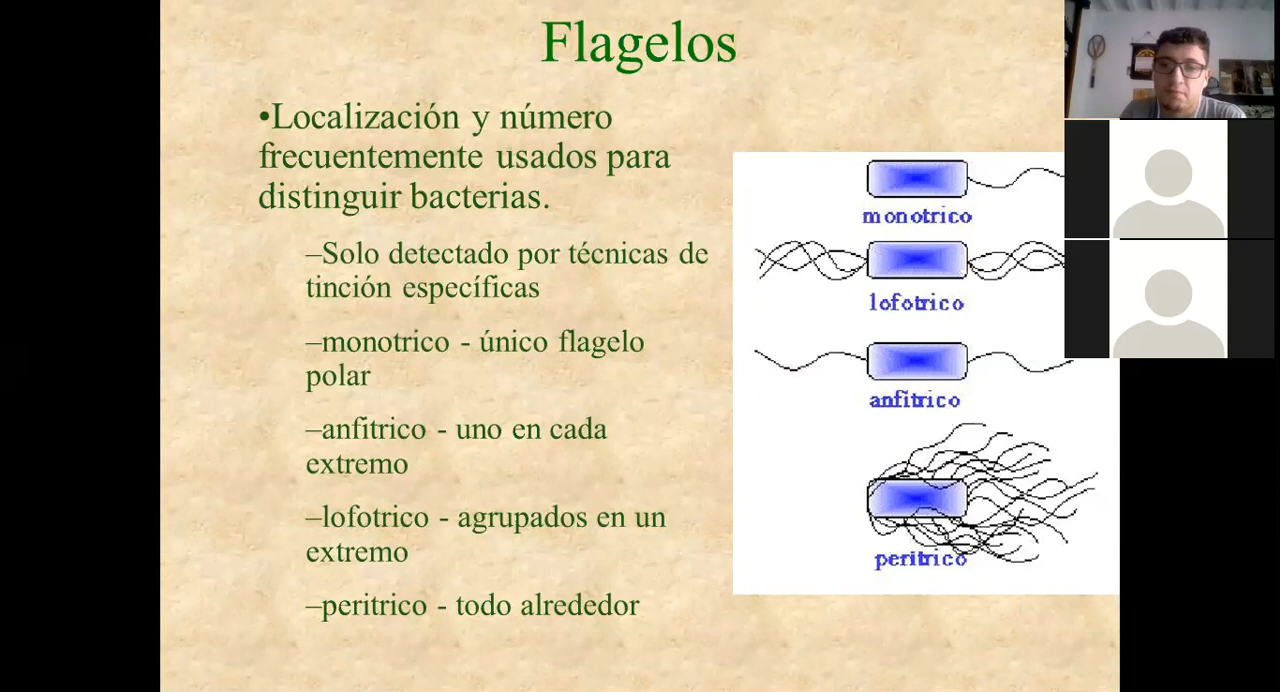 Flagelos
•Localización y número
frecuentemente usados para
distinguir bacterias.
–Solo detectado por técnicas de
tinción específicas
–monotrico - único flagelo
polar
–anfitrico - uno en cada
extremo
–lofotrico - agrupados en un
extremo
–peritrico - todo alrededor
monotrico
lofotrico
anfitrico
peritrico